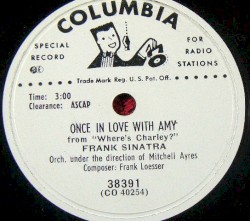 COLUMBIA
SPECIAL RECORD
FOR RADIO STATIONS
Trade Mark Reg. U.S. Pat. Off.
Time: 3:00
Clearance: ASCAP
ONCE IN LOVE WITH AMY
from "Where's Charley?"
FRANK SINATRA
Orch. under the direction of Mitchell Ayres
Composer: Frank Loesser
38391
(CO 40254)